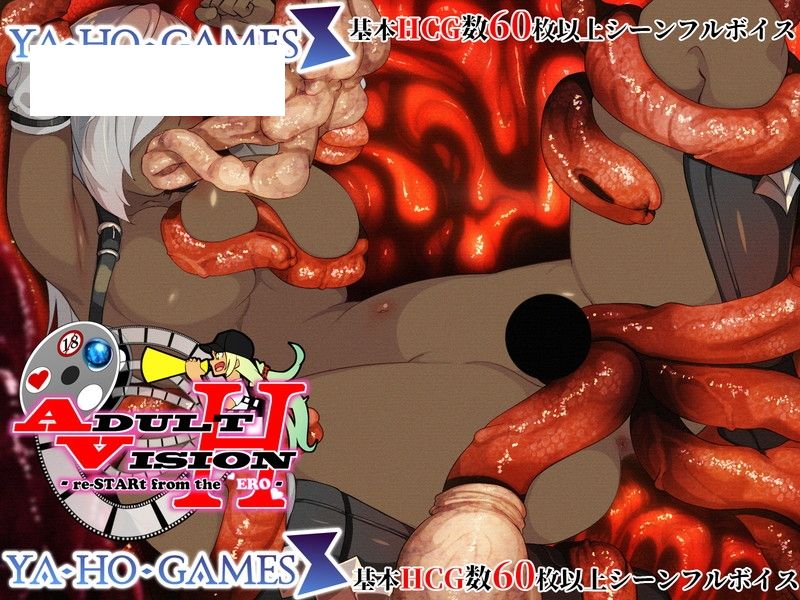 YA-HO-GAMES
基本HCG数60枚以上シーンフルボイス
18
ADULT
VISION
H
- re-STARt from the ERO -
YA-HO-GAMES
基本HCG数60枚以上シーンフルボイス